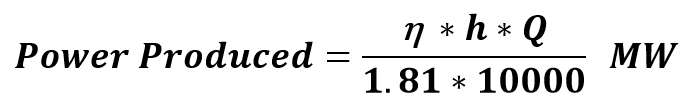 Power Produced = η * h * Q / 1.81 * 10000 MW